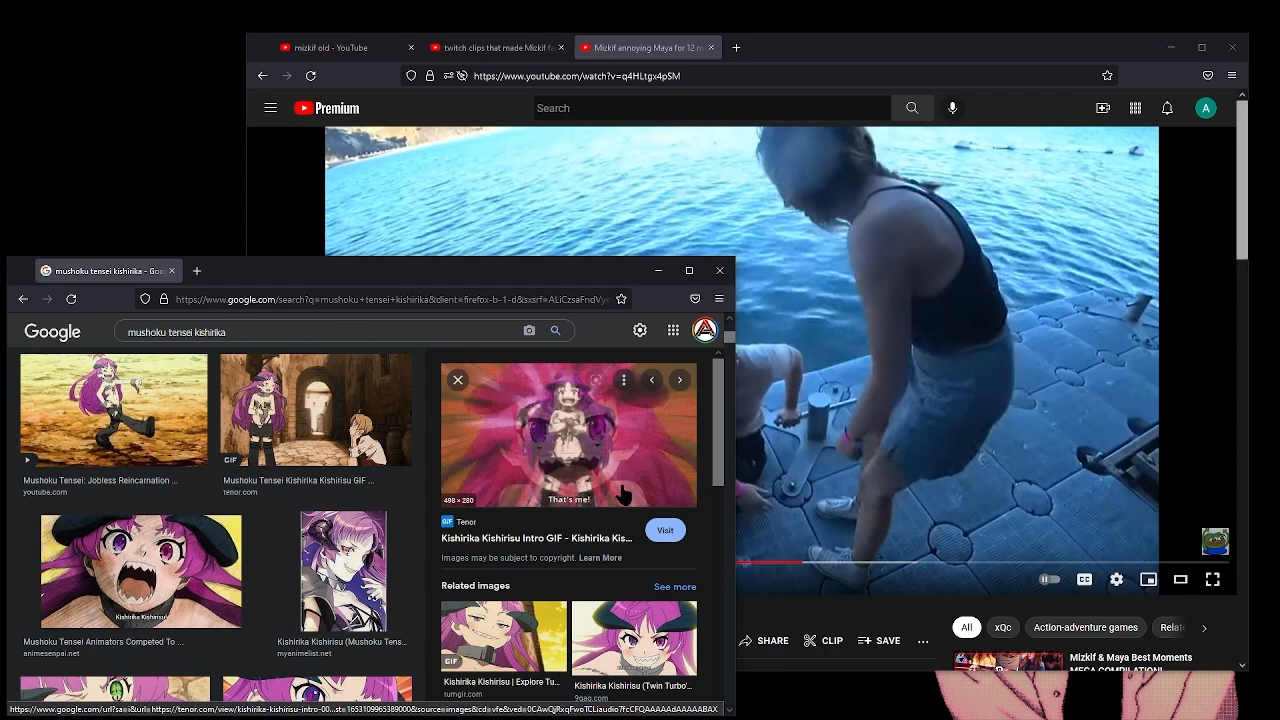 mizkif old - YouTube
twitch clips that made Mizkif fa
Mizkif annoying Maya for 12 m
https://www.youtube.com/watch?v=q4HLtgx4pSM
Premium
Search
A
mushoku tensei kishirika - Goo
https://www.google.com/search?q=mushoku+tensei+kishirika&client=firefox-b-1-d&sxsrf=ALiCzsaFndVy
Google
mushoku tensei kishirika
Mushoku Tensei: Jobless Reincarnation ...
youtube.com
GIF
Mushoku Tensei Kishirika Kishirisu GIF ...
tenor.com
Kishirika Kishirisu!
Mushoku Tensei Animators Competed To ...
animesenpai.net
Kishirika Kishirisu (Mushoku Tens...
myanimelist.net
498 × 280
That's me!
GIF
Tenor
Kishirika Kishirisu Intro GIF - Kishirika Kis...
Visit
Images may be subject to copyright. Learn More
Related images
See more
GIF
Kishirika Kishirisu | Explore Tu...
tumgir.com
Kishirika Kishirisu (Twin Turbo'...
9gag.com
CC
SHARE
CLIP
SAVE
...
All
xQc
Action-adventure games
Relat
Mizkif & Maya Best Moments
MEGA COMPILATION!